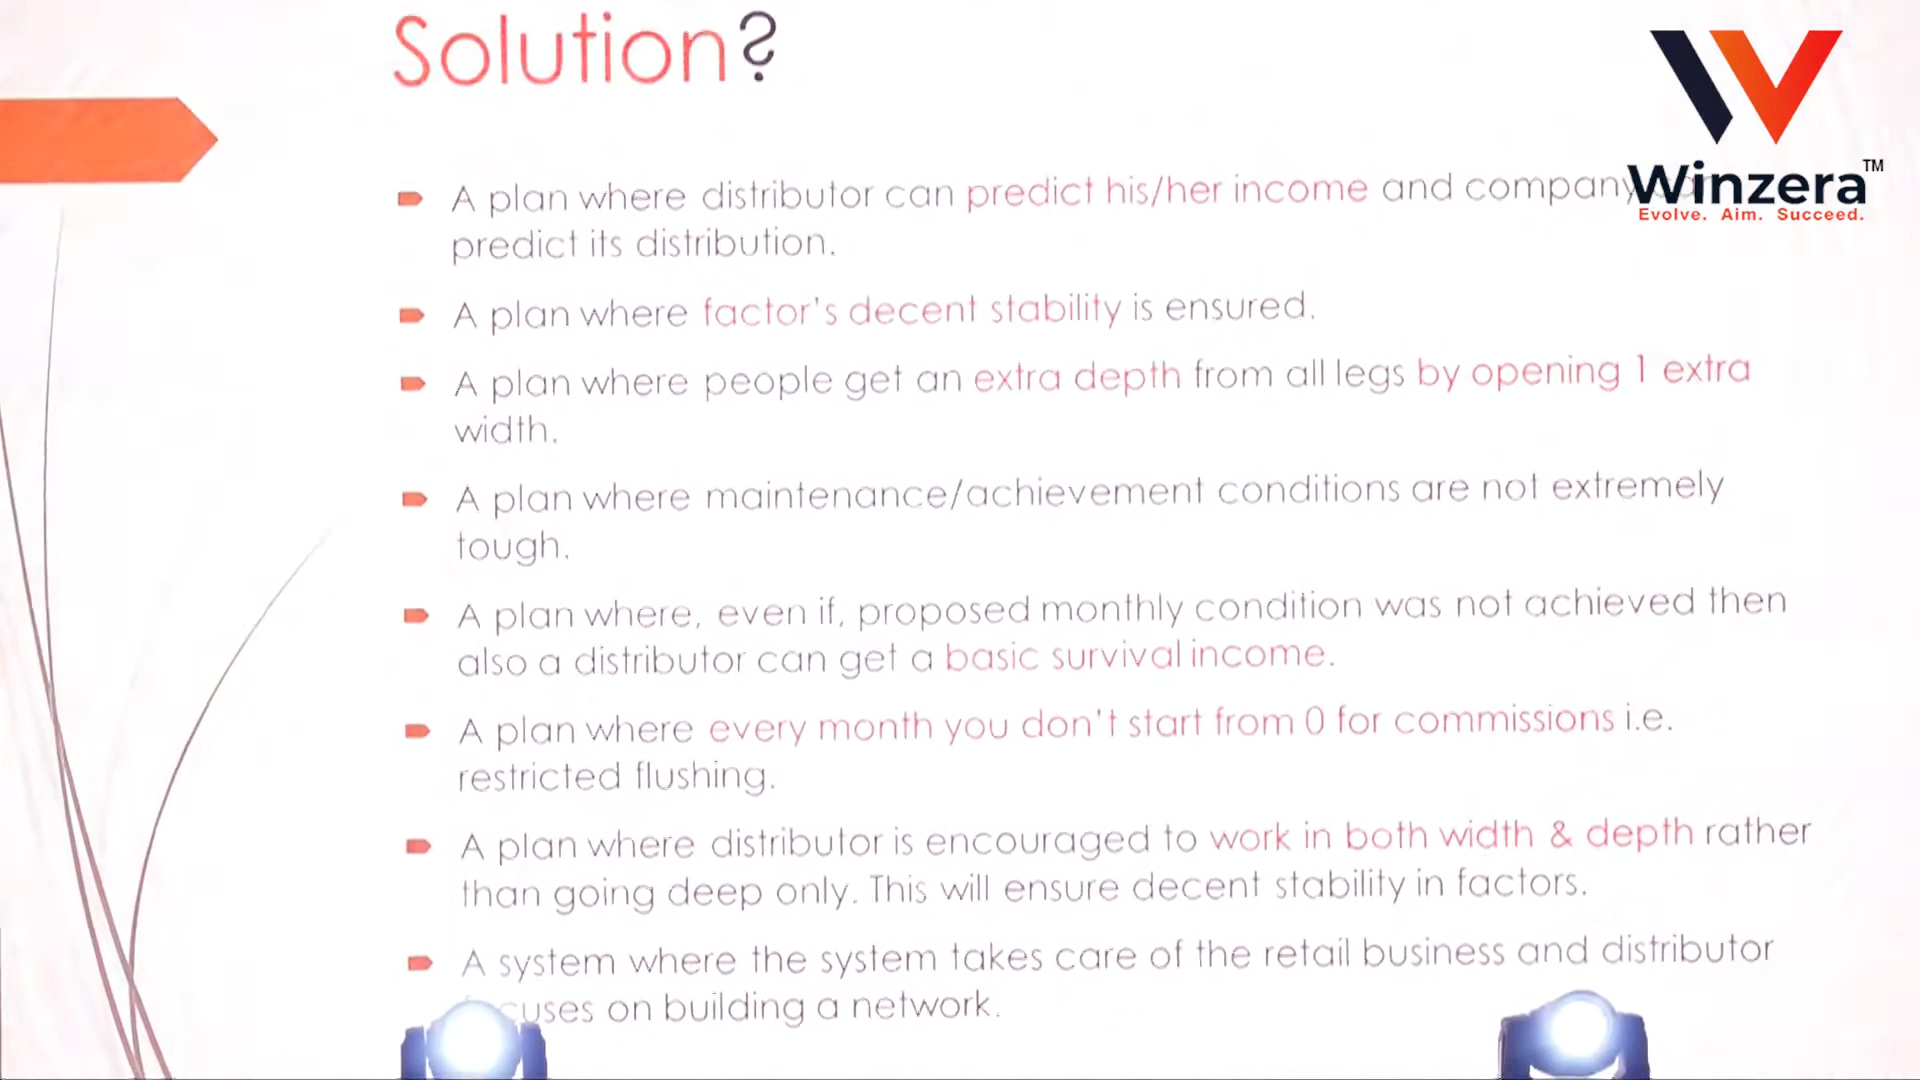 Solution?
Winzera™
Evolve. Aim. Succeed.
A plan where distributor can predict his/her income and company
predict its distribution.
A plan where factor's decent stability is ensured.
A plan where people get an extra depth from all legs by opening 1 extra
width.
A plan where maintenance/achievement conditions are not extremely
tough.
A plan where, even if, proposed monthly condition was not achieved then
also a distributor can get a basic survival income.
A plan where every month you don't start from 0 for commissions i.e.
restricted flushing.
A plan where distributor is encouraged to work in both width & depth rather
than going deep only. This will ensure decent stability in factors.
A system where the system takes care of the retail business and distributor
on building a network.